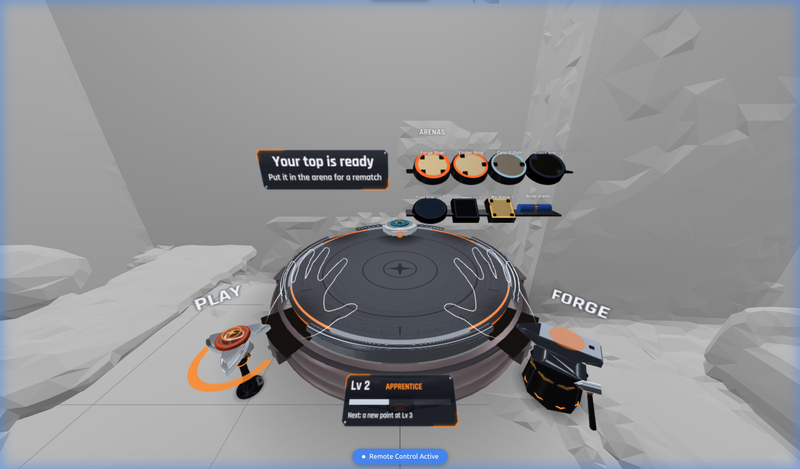 ARENAS
Your top is ready
Put it in the arena for a rematch
PLAY
FORGE
Lv 2 APPRENTICE
Next: a new paint at Lv 3
Remote Control Active